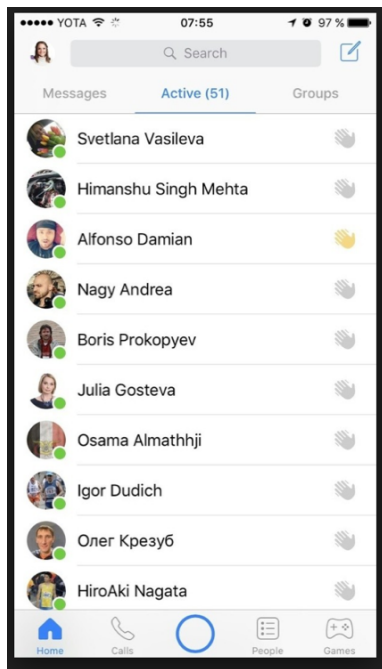 YOTA 07:55 97 %
Search
Messages Active (51) Groups
Svetlana Vasileva
Himanshu Singh Mehta
Alfonso Damian
Nagy Andrea
Boris Prokopyev
Julia Gosteva
Osama Almathhji
Igor Dudich
Олег Крезуб
HiroAki Nagata
Home Calls People Games